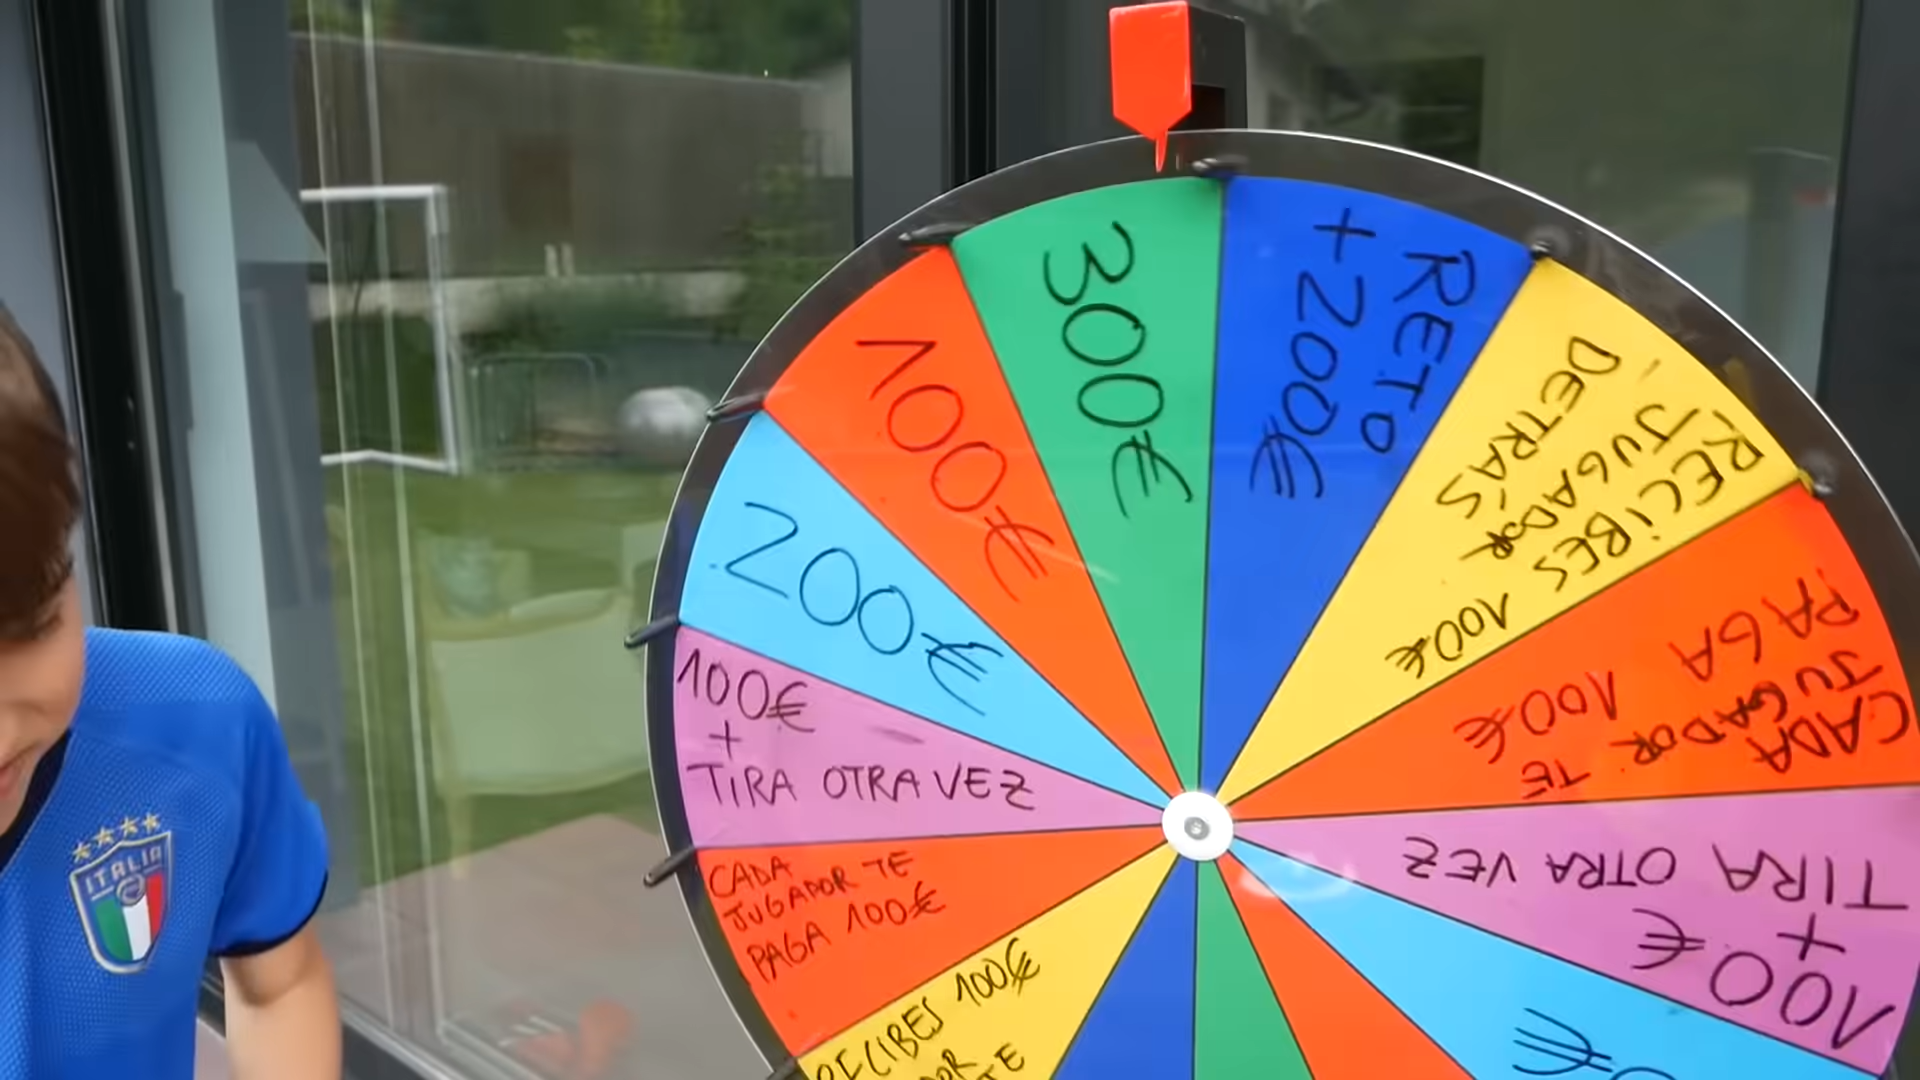 300€
RETO
+200€
RECIBES 100€
JUGADOR
DETRÁS
CADA
JUGADOR TE
PAGA 100€
100€
+
TIRA OTRA VEZ
100€
200€
100€
+
TIRA OTRA VEZ
CADA
JUGADOR TE
PAGA 100€
RECIBES 100€
€
ITALIA